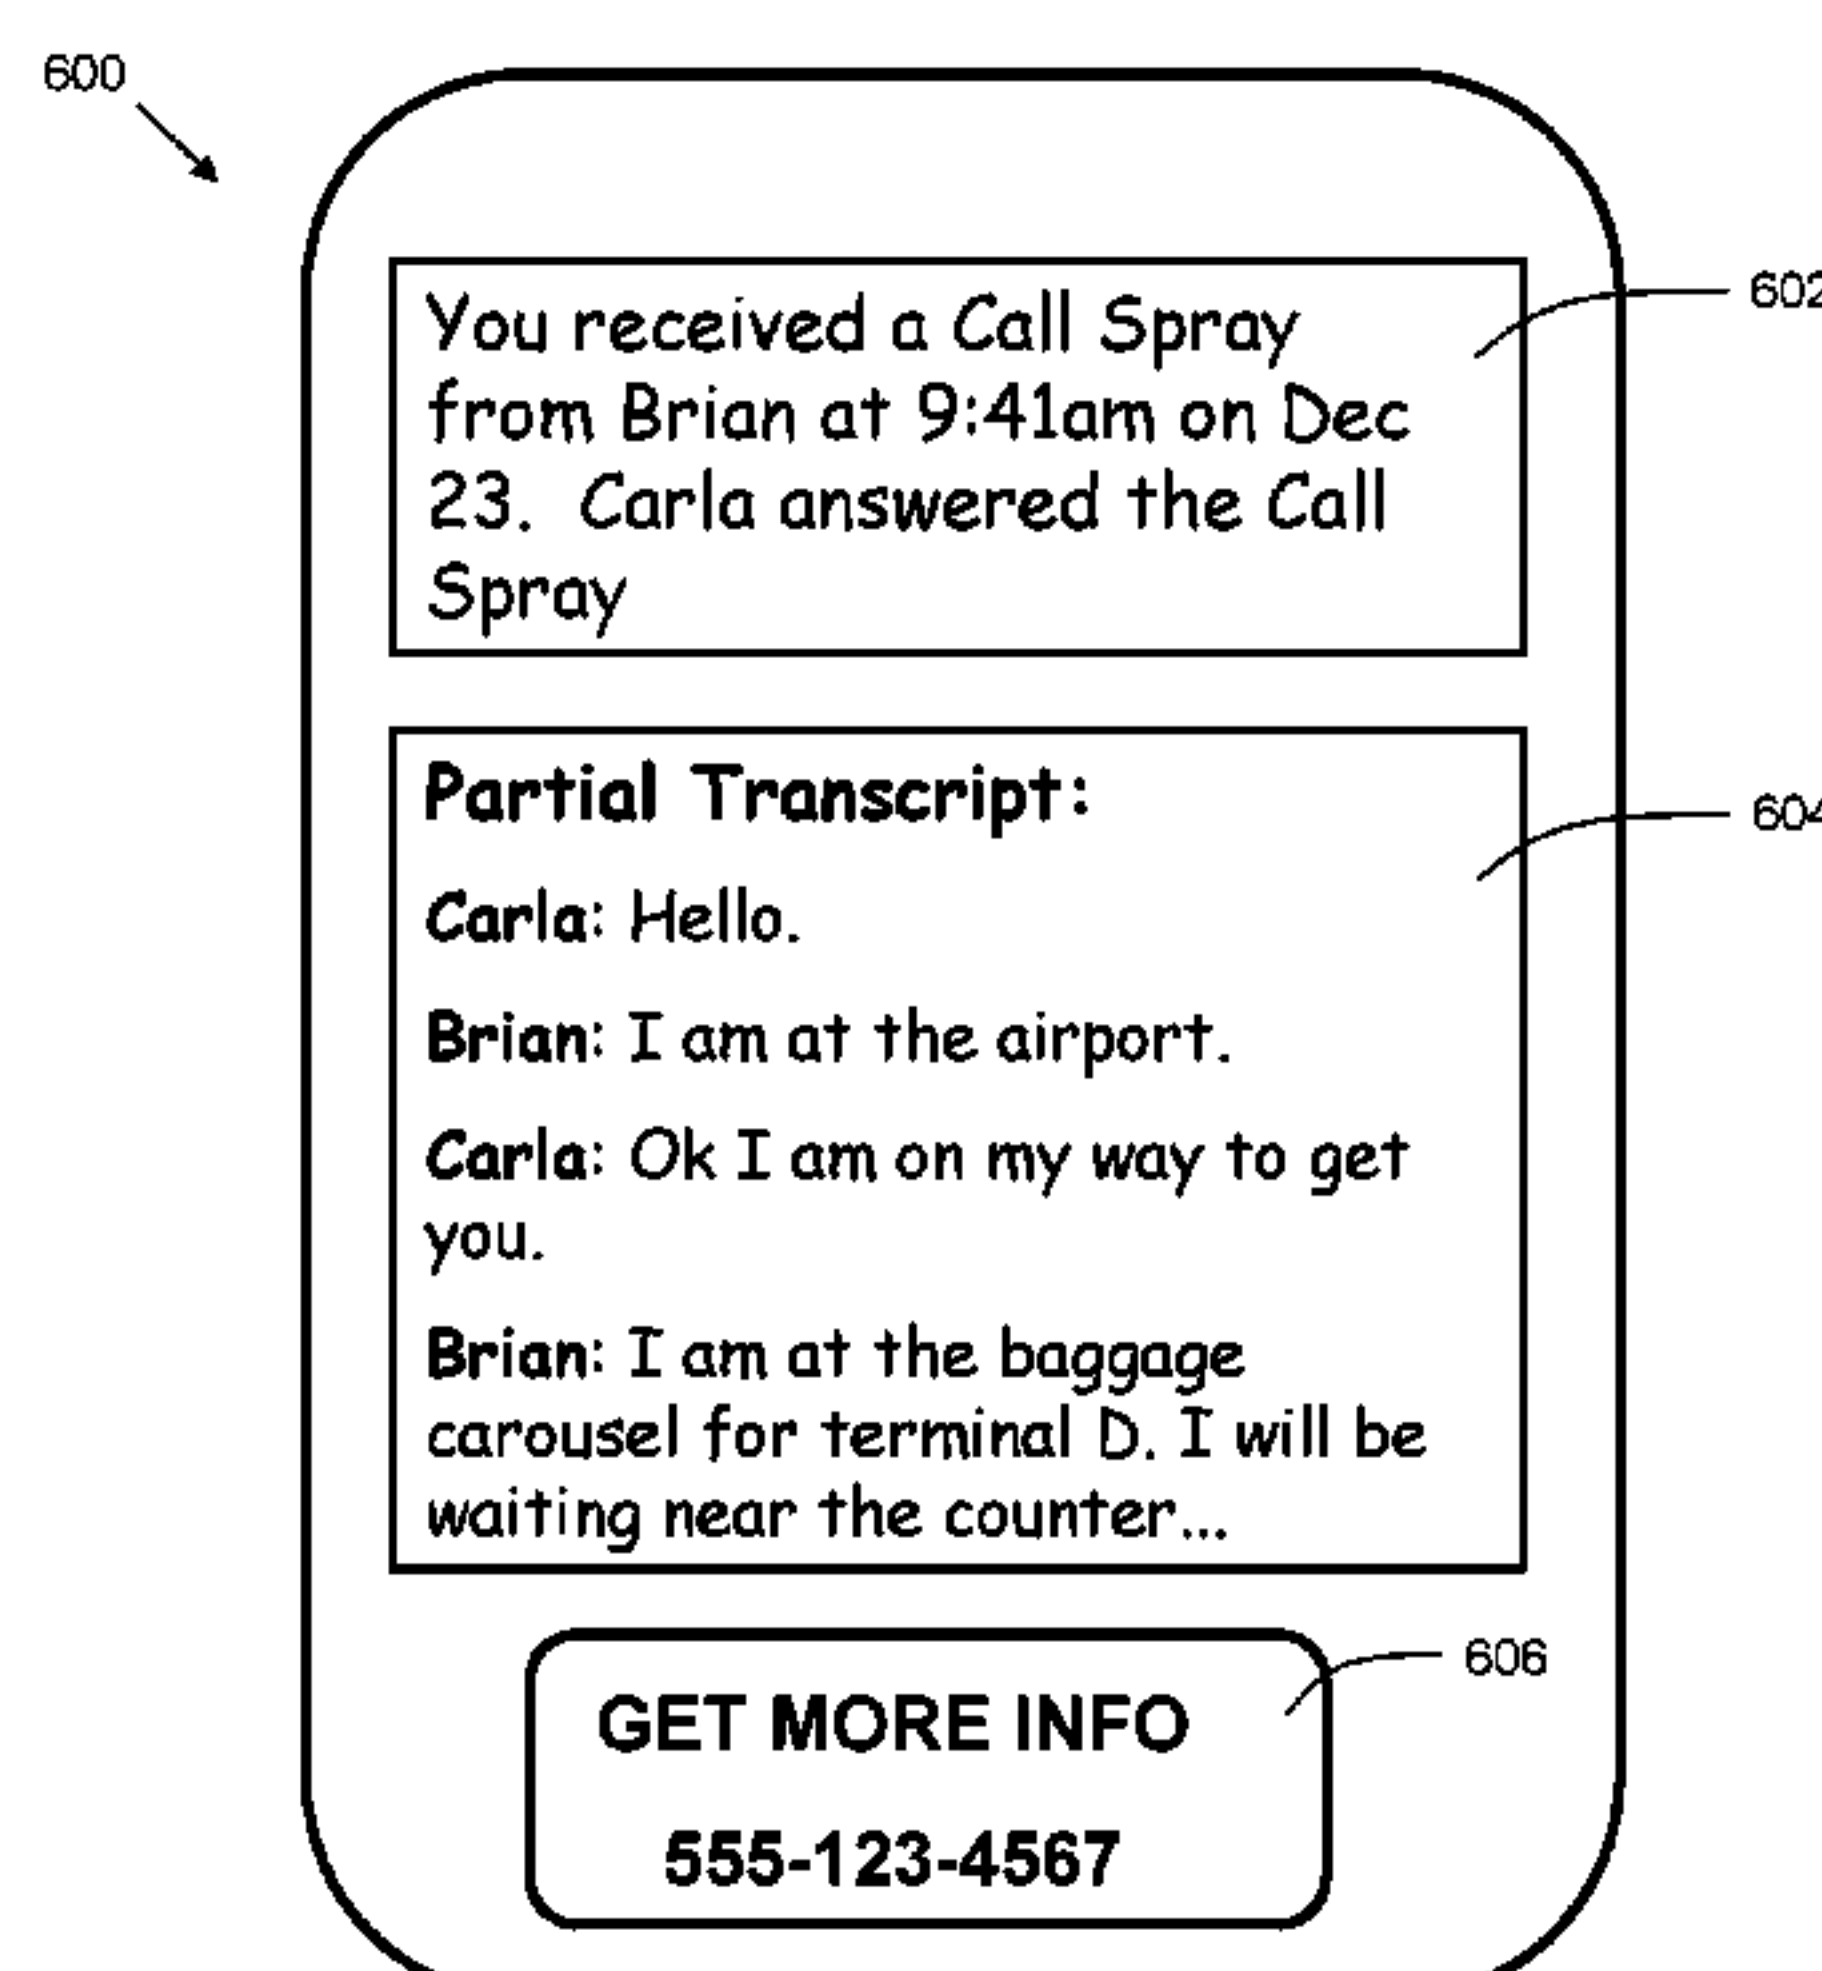 600
You received a Call Spray
602
from Brian at 9:41am on Dec
23. Carla answered the Call
Spray
Partial Transcript:
604
Carla: Hello.
Brian: I am at the airport.
Carla: Ok I am on my way to get
you.
Brian: I am at the baggage
carousel for terminal D. I will be
waiting near the counter...
606
GET MORE INFO
555-123-4567